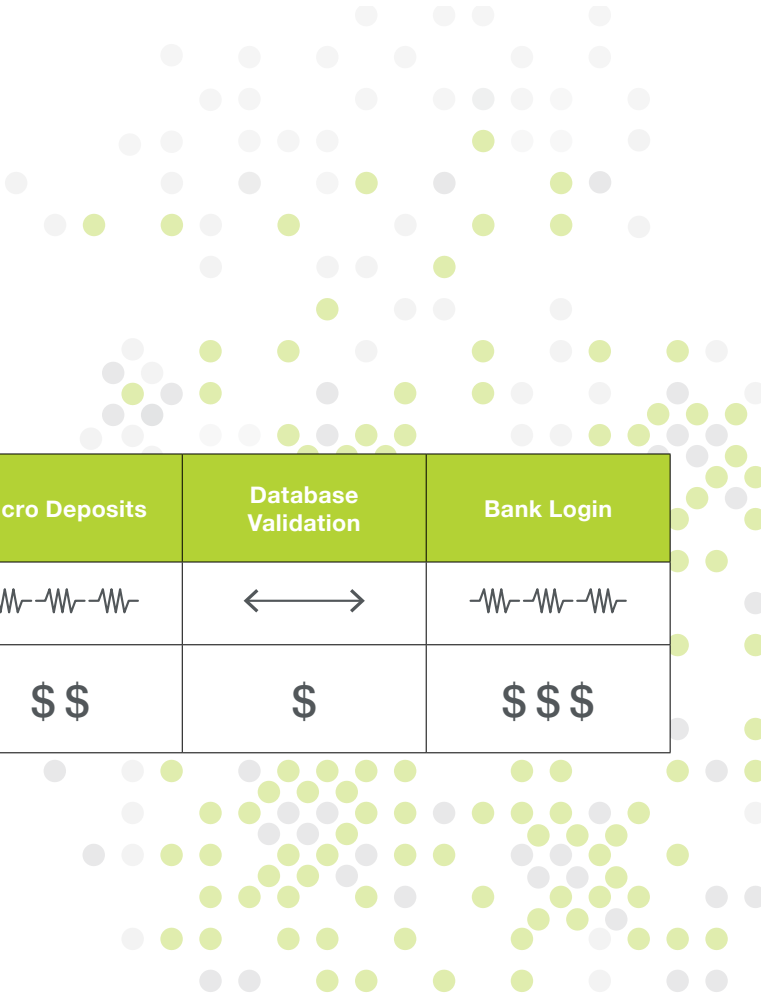 cro Deposits
Database
Validation
Bank Login
$$
$
$$$